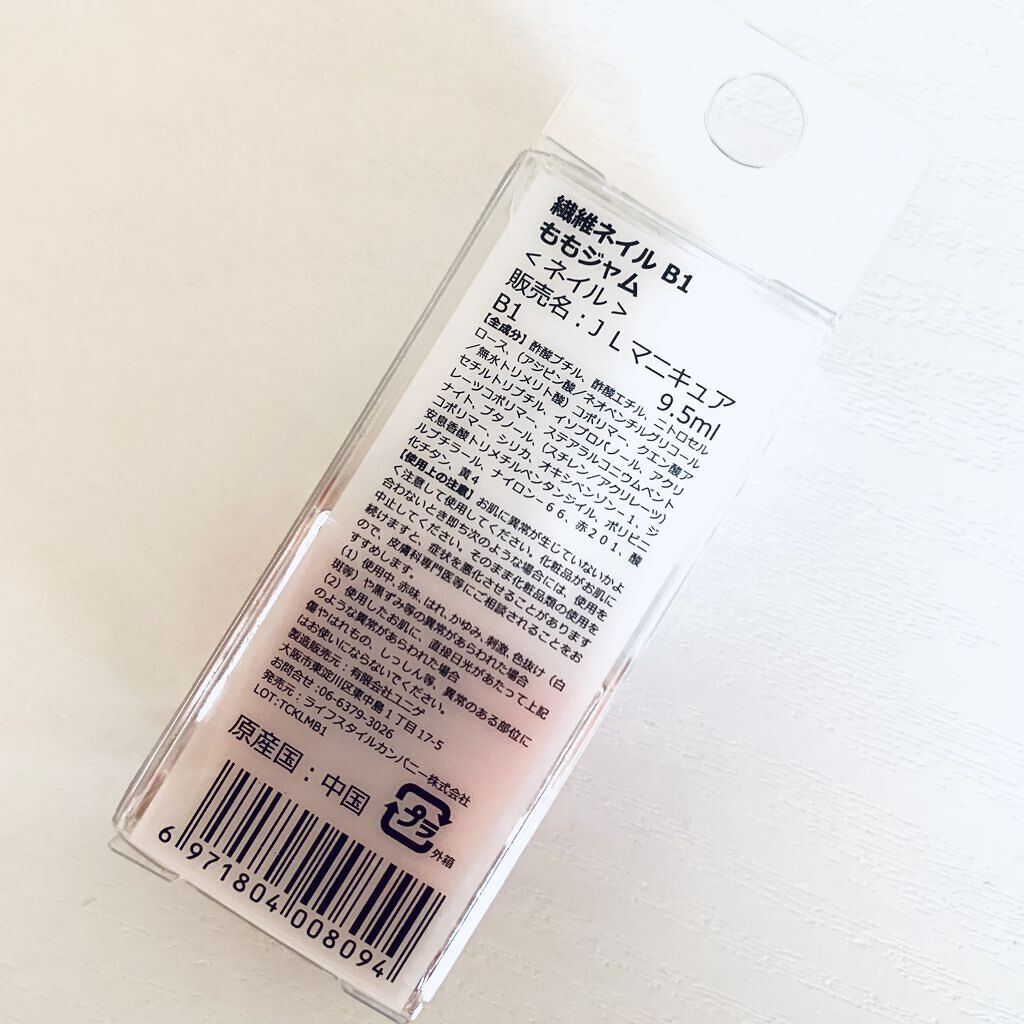 繊維ネイル B1
ももジャム
＜ネイル＞
販売名：ＪＬマニキュア
B1
9.5ml
【全成分】酢酸ブチル、酢酸エチル、ニトロセル
ロース、（アジピン酸／ネオペンチルグリコール
／無水トリメリト酸）コポリマー、クエン酸ア
セチルトリブチル、イソプロパノール、アクリ
レーツコポリマー、ステアラルコニウムベント
ナイト、ブタノール、（スチレン／アクリレーツ）
コポリマー、シリカ、オキシベンゾン-1、ジ
安息香酸トリメチルペンタンジイル、ポリビニ
ルブチラール、ナイロン－６６、赤２０１、酸
化チタン、黄４
【使用上の注意】お肌に異常が生じていないかよ
く注意して使用してください。化粧品がお肌に
合わないとき即ち次のような場合には、使用を
中止してください。そのまま化粧品類の使用を
続けますと、症状を悪化させることがあります
ので、皮膚科専門医等にご相談されることをお
すすめします。
（1）使用中、赤味、はれ、かゆみ、刺激、色抜け（白
斑等）や黒ずみ等の異常があらわれた場合
（2）使用したお肌に、直接日光があたって上記
のような異常があらわれた場合
傷やはれもの、しっしん等、異常のある部位に
はお使いにならないでください。
製造販売元：有限会社ユニゲ
大阪市東淀川区東中島１丁目17-5
お問合せ:06-6379-3026
発売元：ライフスタイルカンパニー株式会社
LOT:TCKLMB1
原産国：中国
プラ
外箱
6 971804 008094